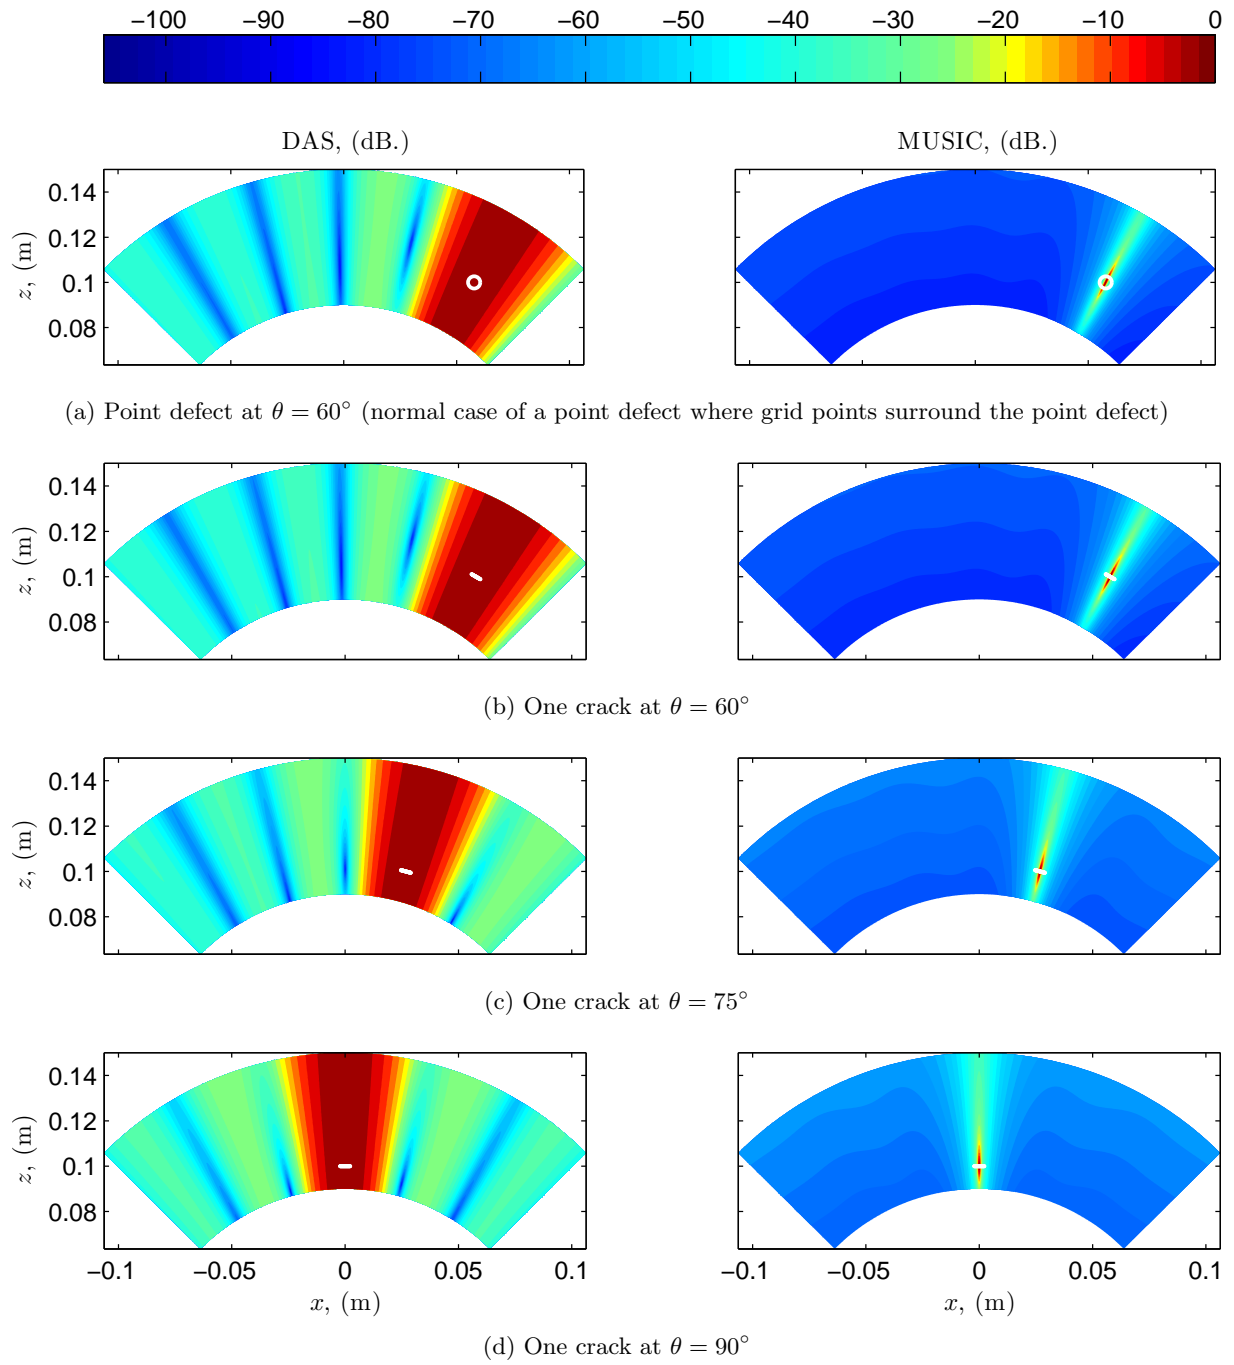 −100 −90 −80 −70 −60 −50 −40 −30 −20 −10 0
DAS, (dB.) MUSIC, (dB.)
0.14
0.12
0.1
0.08
z, (m)
(a) Point defect at θ = 60° (normal case of a point defect where grid points surround the point defect)
0.14
0.12
0.1
0.08
z, (m)
(b) One crack at θ = 60°
0.14
0.12
0.1
0.08
z, (m)
(c) One crack at θ = 75°
0.14
0.12
0.1
0.08
z, (m)
−0.1 −0.05 0 0.05 0.1 −0.1 −0.05 0 0.05 0.1
x, (m) x, (m)
(d) One crack at θ = 90°